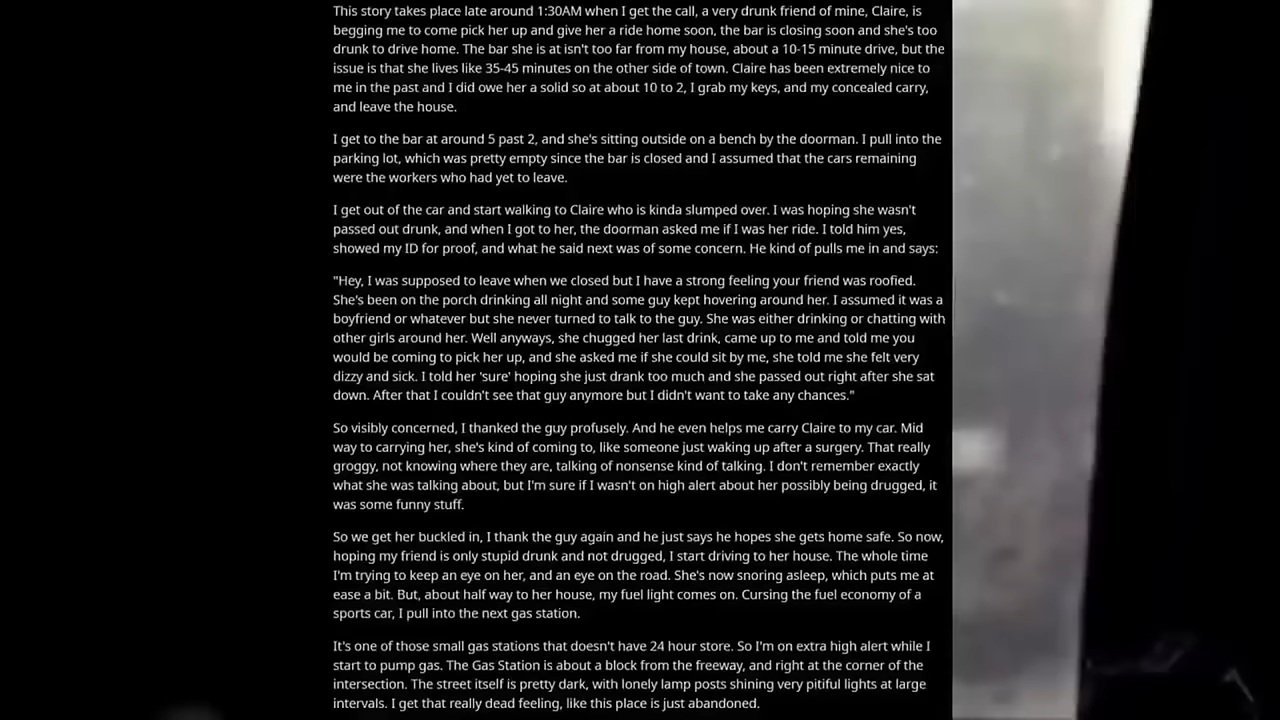 This story takes place late around 1:30AM when I get the call, a very drunk friend of mine, Claire, is
begging me to come pick her up and give her a ride home soon, the bar is closing soon and she's too
drunk to drive home. The bar she is at isn't too far from my house, about a 10-15 minute drive, but the
issue is that she lives like 35-45 minutes on the other side of town. Claire has been extremely nice to
me in the past and I did owe her a solid so at about 10 to 2, I grab my keys, and my concealed carry,
and leave the house.
I get to the bar at around 5 past 2, and she's sitting outside on a bench by the doorman. I pull into the
parking lot, which was pretty empty since the bar is closed and I assumed that the cars remaining
were the workers who had yet to leave.
I get out of the car and start walking to Claire who is kinda slumped over. I was hoping she wasn't
passed out drunk, and when I got to her, the doorman asked me if I was her ride. I told him yes,
showed my ID for proof, and what he said next was of some concern. He kind of pulls me in and says:
"Hey, I was supposed to leave when we closed but I have a strong feeling your friend was roofied.
She's been on the porch drinking all night and some guy kept hovering around her. I assumed it was a
boyfriend or whatever but she never turned to talk to the guy. She was either drinking or chatting with
other girls around her. Well anyways, she chugged her last drink, came up to me and told me you
would be coming to pick her up, and she asked me if she could sit by me, she told me she felt very
dizzy and sick. I told her 'sure' hoping she just drank too much and she passed out right after she sat
down. After that I couldn't see that guy anymore but I didn't want to take any chances."
So visibly concerned, I thanked the guy profusely. And he even helps me carry Claire to my car. Mid
way to carrying her, she's kind of coming to, like someone just waking up after a surgery. That really
groggy, not knowing where they are, talking of nonsense kind of talking. I don't remember exactly
what she was talking about, but I'm sure if I wasn't on high alert about her possibly being drugged, it
was some funny stuff.
So we get her buckled in, I thank the guy again and he just says he hopes she gets home safe. So now,
hoping my friend is only stupid drunk and not drugged, I start driving to her house. The whole time
I'm trying to keep an eye on her, and an eye on the road. She's now snoring asleep, which puts me at
ease a bit. But, about half way to her house, my fuel light comes on. Cursing the fuel economy of a
sports car, I pull into the next gas station.
It's one of those small gas stations that doesn't have 24 hour store. So I'm on extra high alert while I
start to pump gas. The Gas Station is about a block from the freeway, and right at the corner of the
intersection. The street itself is pretty dark, with lonely lamp posts shining very pitiful lights at large
intervals. I get that really dead feeling, like this place is just abandoned.